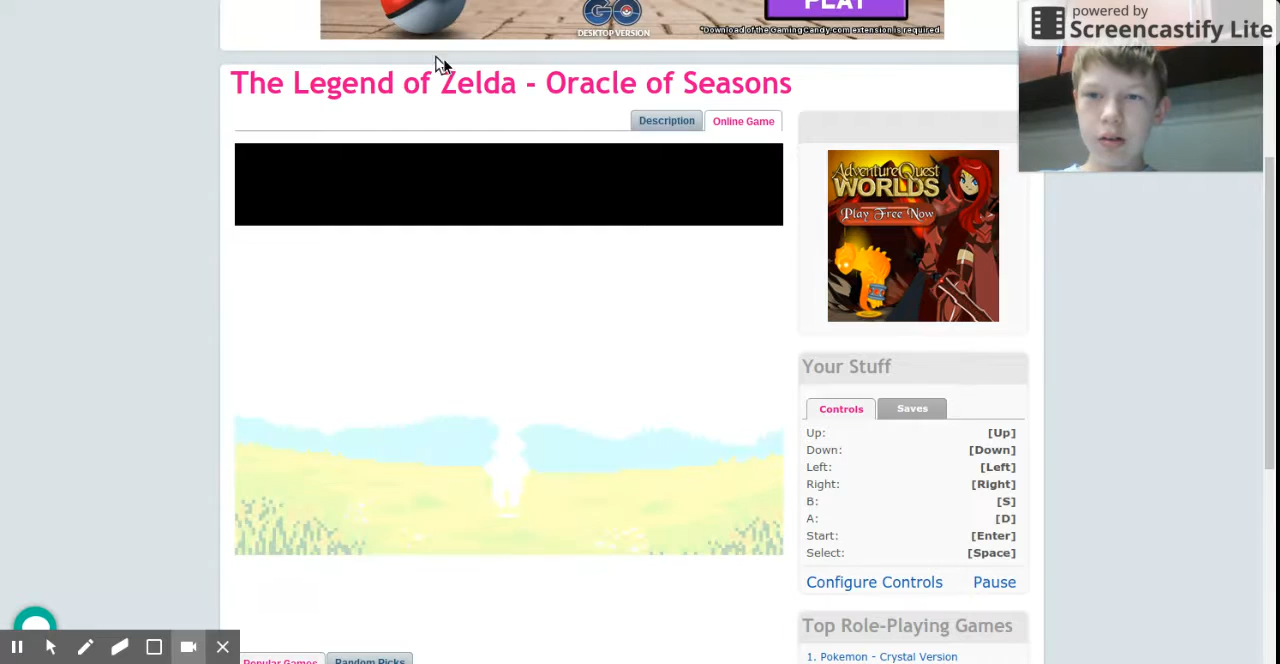 powered by
Screencastify Lite
GO
DESKTOP VERSION
PLAY
*Download of the GamingCandy.com extension is required
The Legend of Zelda - Oracle of Seasons
Description
Online Game
AdventureQuest
WORLDS
Play Free Now
Your Stuff
Controls
Saves
Up: [Up]
Down: [Down]
Left: [Left]
Right: [Right]
B: [S]
A: [D]
Start: [Enter]
Select: [Space]
Configure Controls
Pause
Top Role-Playing Games
1. Pokemon - Crystal Version
Popular Games
Random Picks